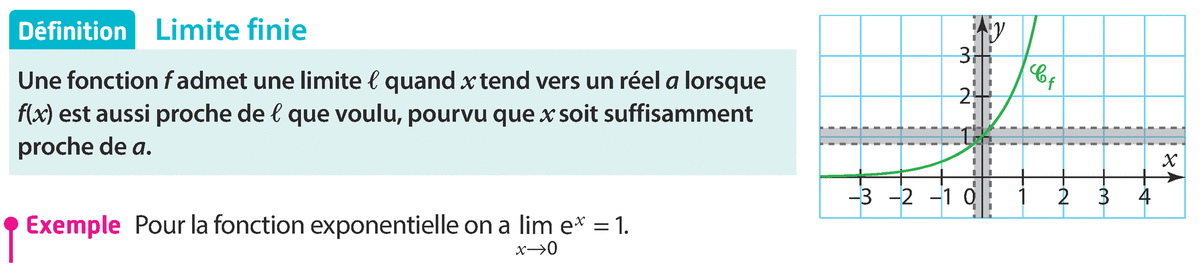 Définition Limite finie
Une fonction f admet une limite ℓ quand x tend vers un réel a lorsque
f(x) est aussi proche de ℓ que voulu, pourvu que x soit suffisamment
proche de a.
Exemple Pour la fonction exponentielle on a lim eˣ = 1.
x→0
y
3
𝒞f
2
1
x
–3 –2 –1 0 1 2 3 4